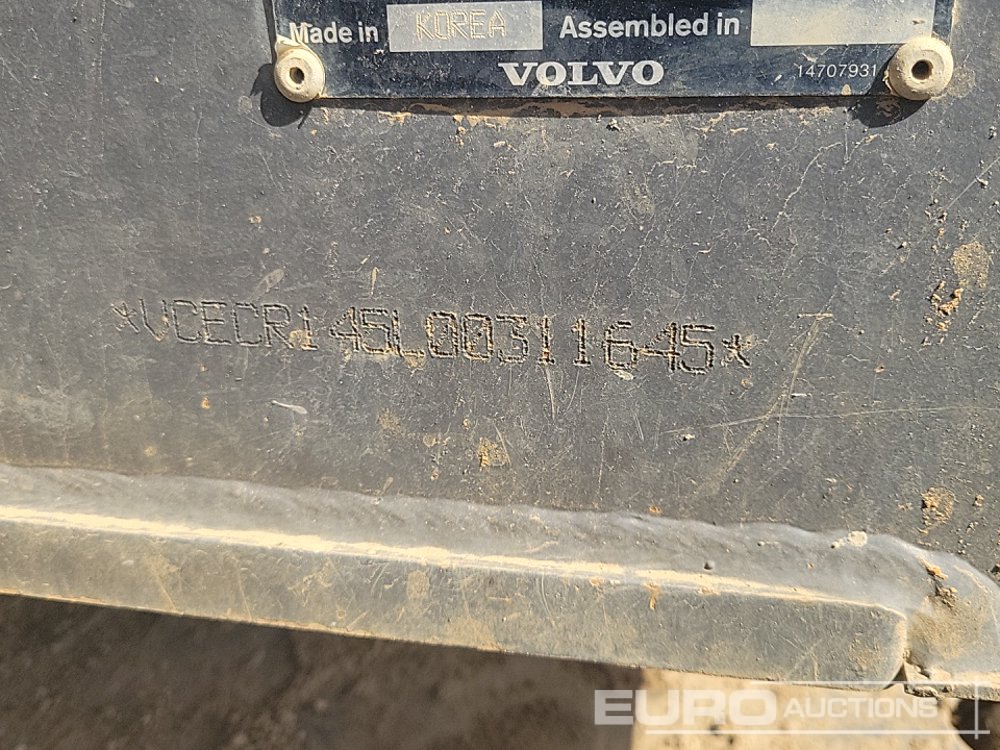 Made in KOREA Assembled in
VOLVO 14707931
*VCECR145L00311645*
EURO AUCTIONS